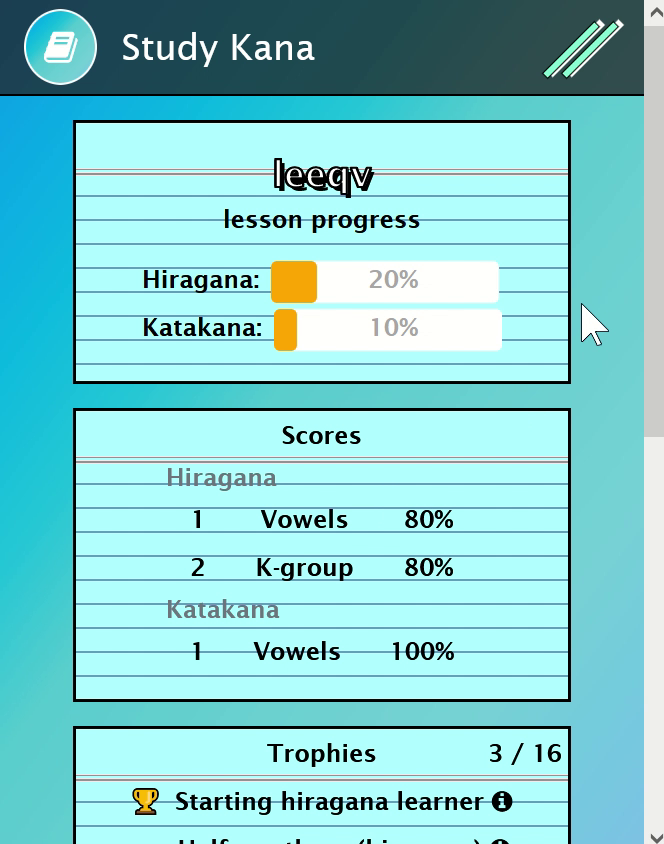 Study Kana
leeqv
lesson progress
Hiragana: 20%
Katakana: 10%
Scores
Hiragana
1 Vowels 80%
2 K-group 80%
Katakana
1 Vowels 100%
Trophies 3 / 16
Starting hiragana learner